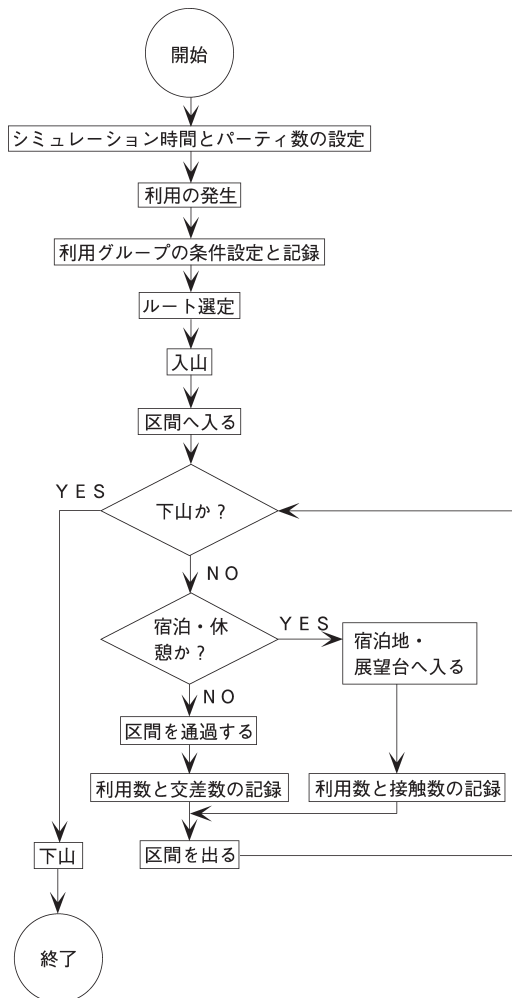 開始
シミュレーション時間とパーティ数の設定
利用の発生
利用グループの条件設定と記録
ルート選定
入山
区間へ入る
YES
下山か？
NO
宿泊・休
憩か？
YES
宿泊地・
展望台へ入る
NO
区間を通過する
利用数と交差数の記録
利用数と接触数の記録
区間を出る
下山
終了